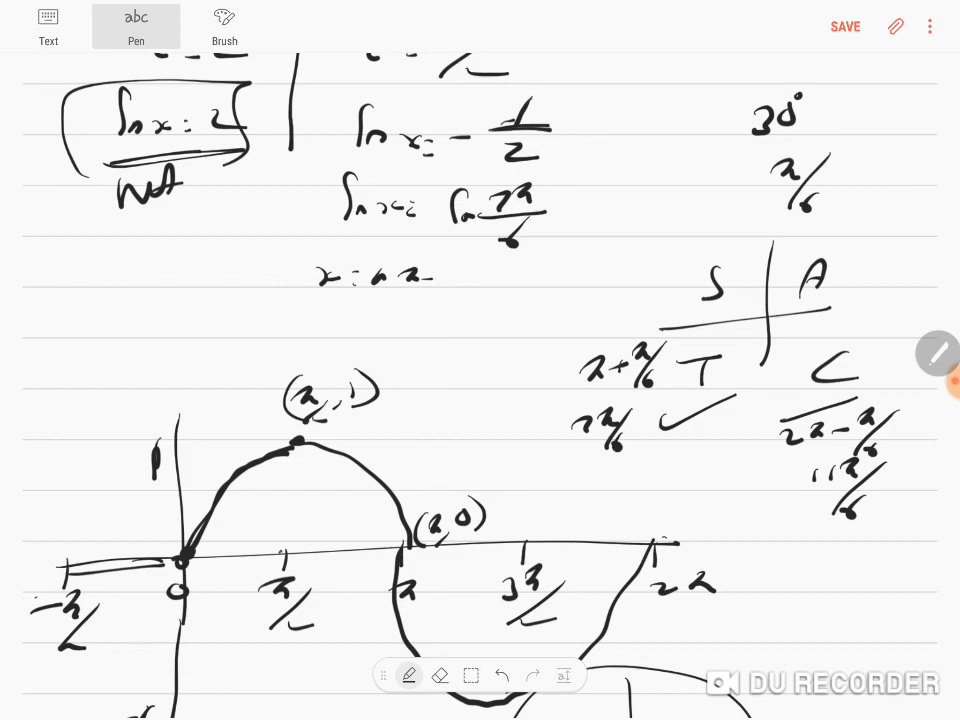 Text Pen Brush SAVE
abc
sin x = 2
NA
sin x = - 1/2
sin x = sin 7π/6
x = nπ -
30°
π/6
S A
π + π/6 T C
7π/6 ✓ 2π - π/6
11π/6
(π/2, 1)
1
(π, 0)
0 π/2 π 3π/2 2π
-π/2
DU RECORDER